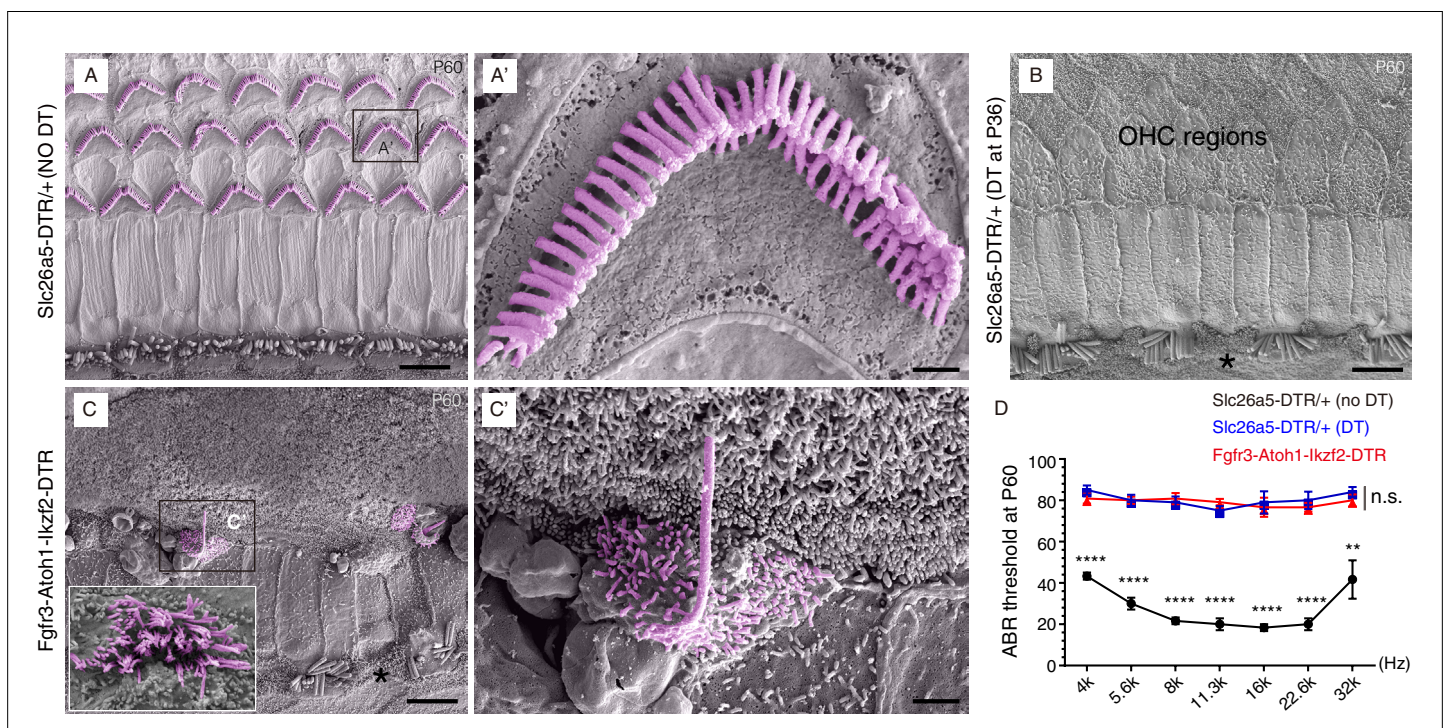 Slc26a5-DTR/+ (NO DT)
A
P60
A'
A'
Slc26a5-DTR/+ (DT at P36)
B
P60
OHC regions
*
Fgfr3-Atoh1-Ikzf2-DTR
C
P60
C'
*
C'
D
Slc26a5-DTR/+ (no DT)
Slc26a5-DTR/+ (DT)
Fgfr3-Atoh1-Ikzf2-DTR
ABR threshold at P60
100
80
60
40
20
0
n.s.
**** **** **** **** **** **** **
4k 5.6k 8k 11.3k 16k 22.6k 32k
(Hz)